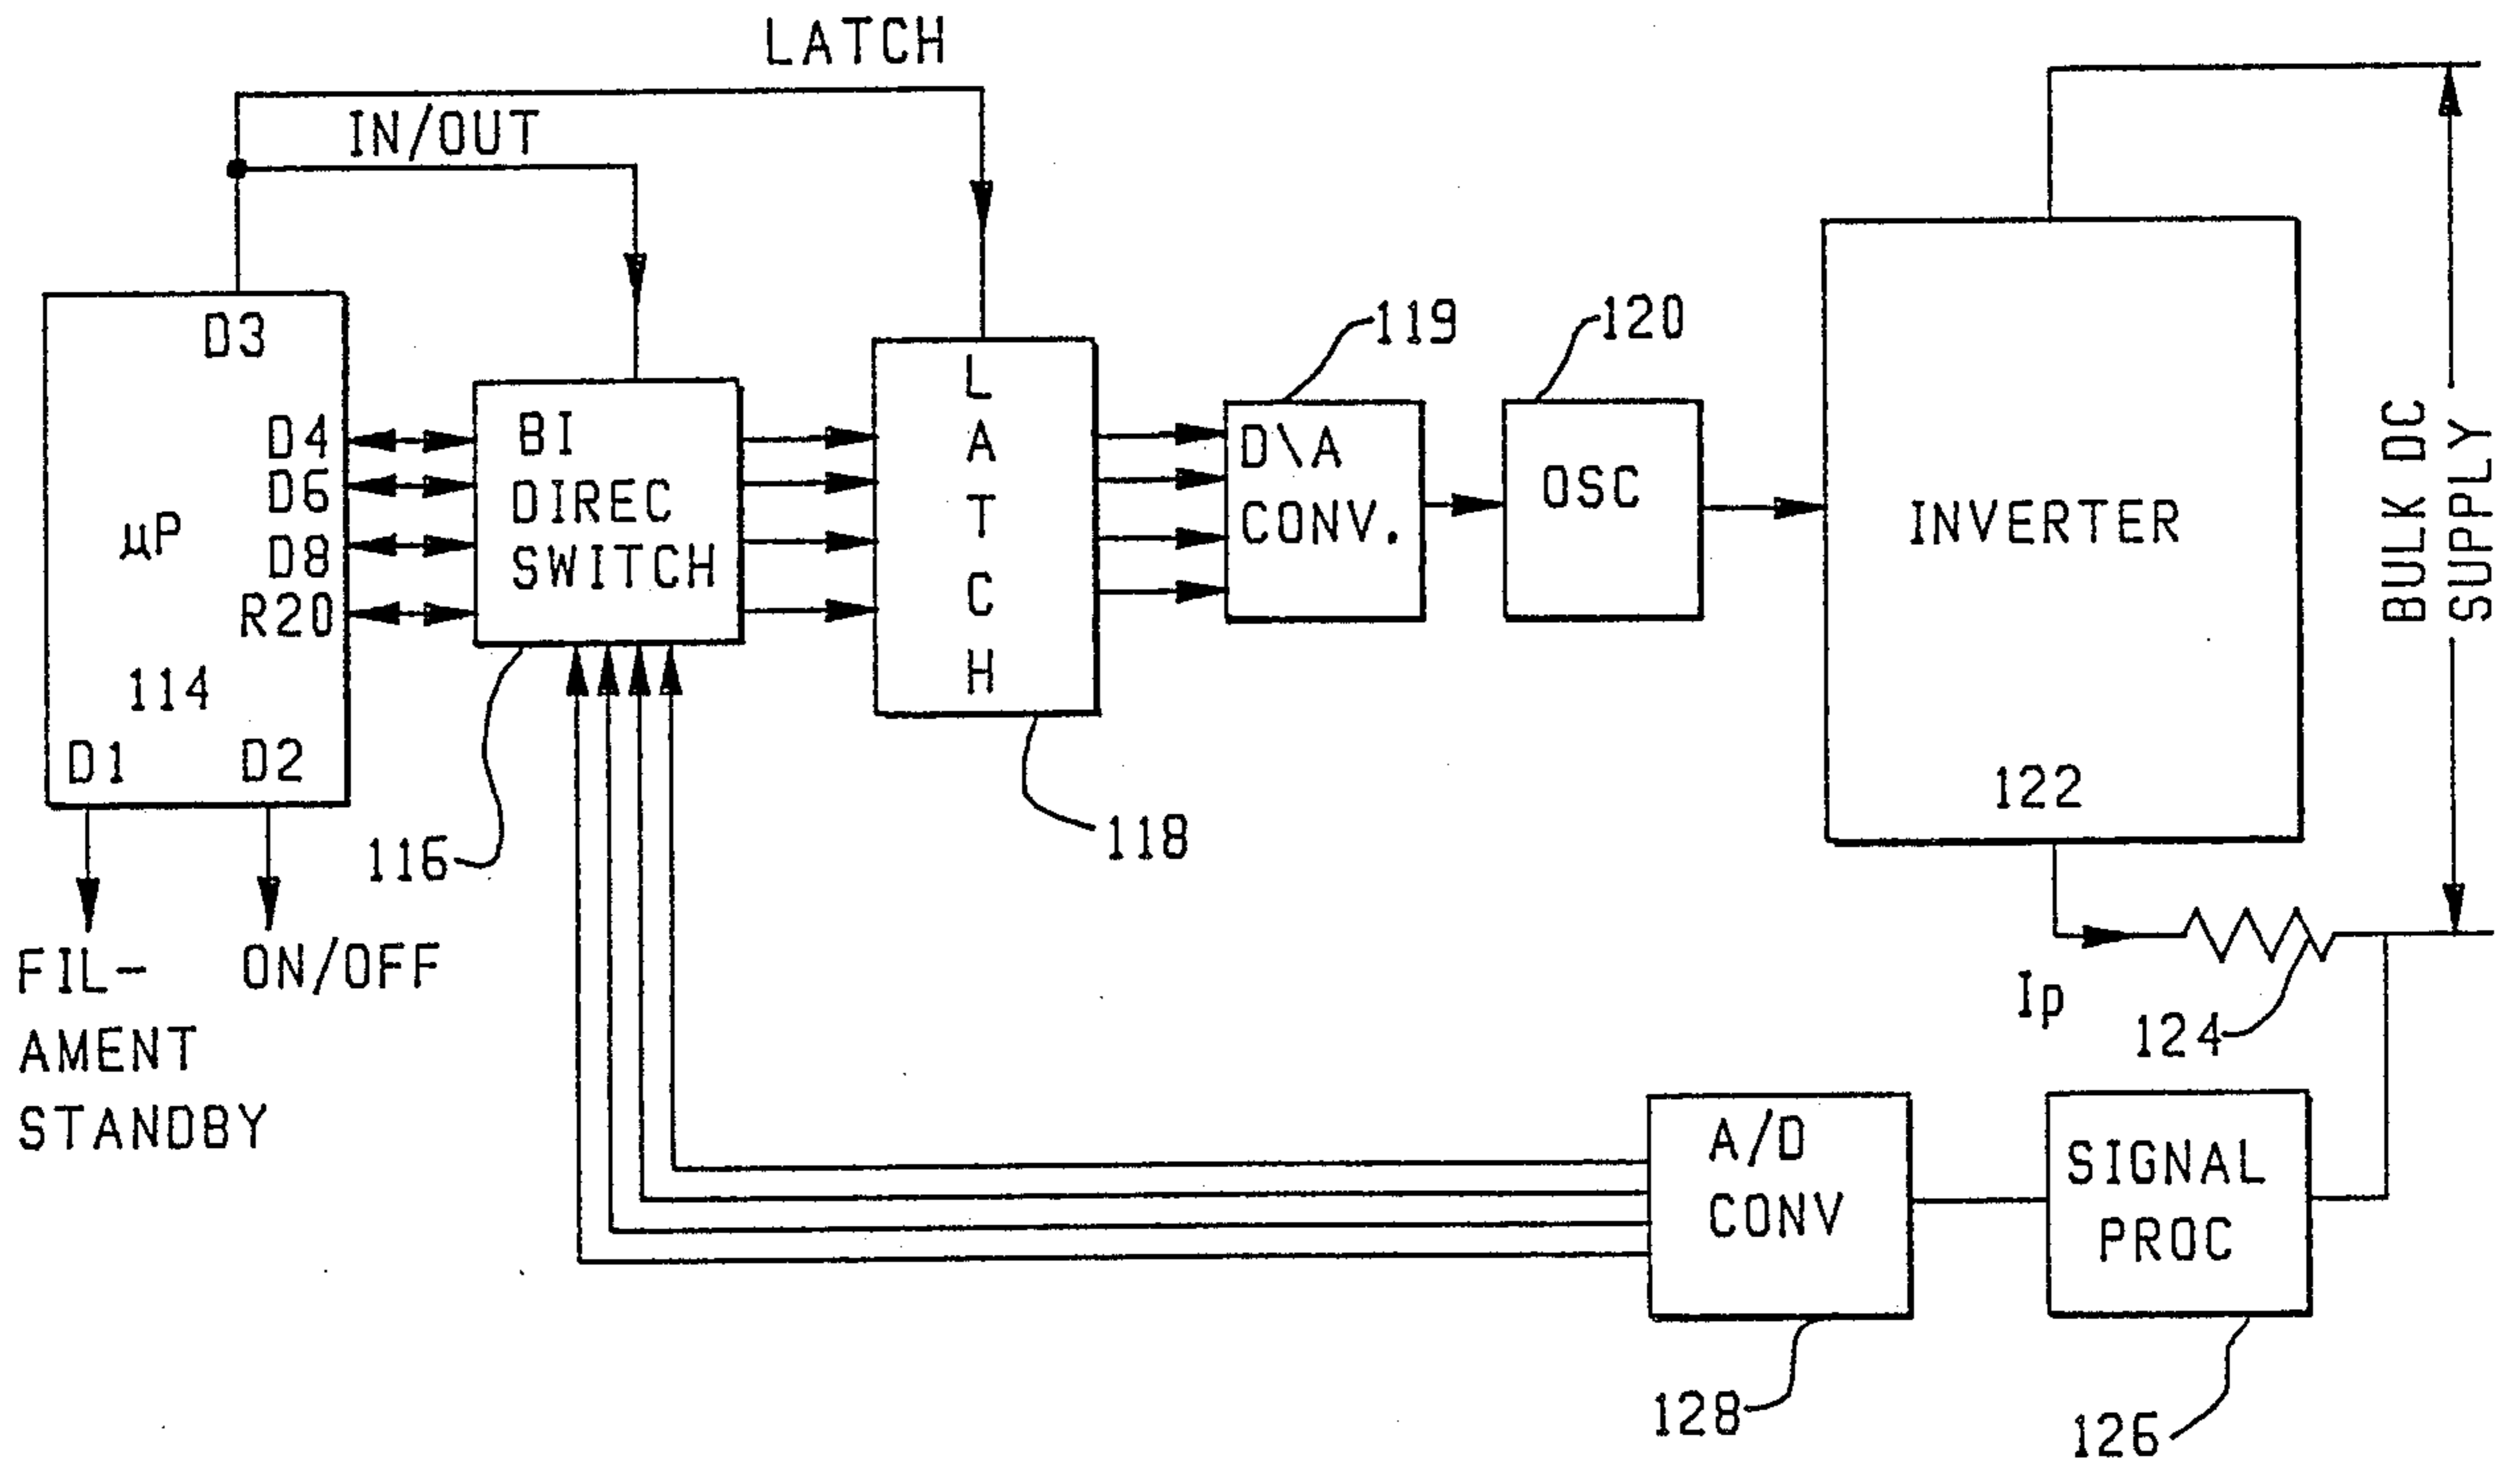 LATCH
IN/OUT
D3
D4
D6
D8
R20
µP
114
D1
D2
FIL-
AMENT
STANDBY
ON/OFF
BI
DIREC
SWITCH
116
LATCH
118
119
D\A
CONV.
120
OSC
INVERTER
122
BULK DC
SUPPLY
Ip
124
A/D
CONV
128
SIGNAL
PROC
126